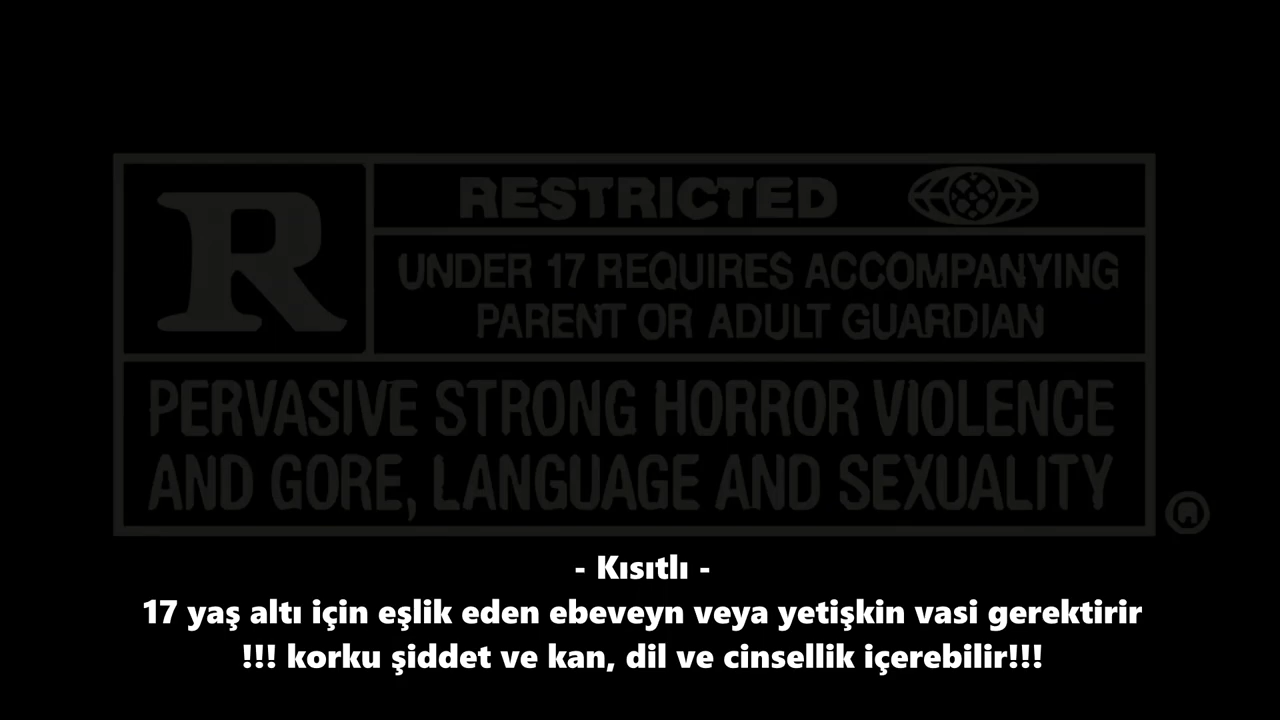 R
RESTRICTED
UNDER 17 REQUIRES ACCOMPANYING
PARENT OR ADULT GUARDIAN
PERVASIVE STRONG HORROR VIOLENCE
AND GORE, LANGUAGE AND SEXUALITY
®
- Kısıtlı -
17 yaş altı için eşlik eden ebeveyn veya yetişkin vasi gerektirir
!!! korku şiddet ve kan, dil ve cinsellik içerebilir!!!